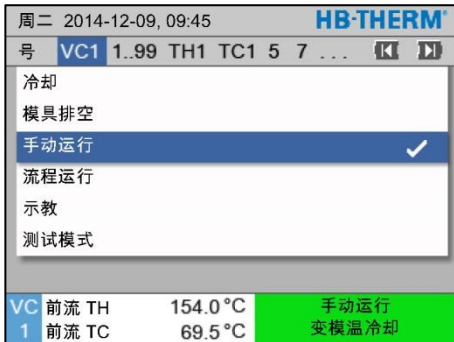 周二 2014-12-09, 09:45 HB-THERM
号 VC1 1..99 TH1 TC1 5 7 ...
冷却
模具排空
手动运行
流程运行
示教
测试模式
VC 前流 TH 154.0°C 手动运行
1 前流 TC 69.5°C 变模温冷却